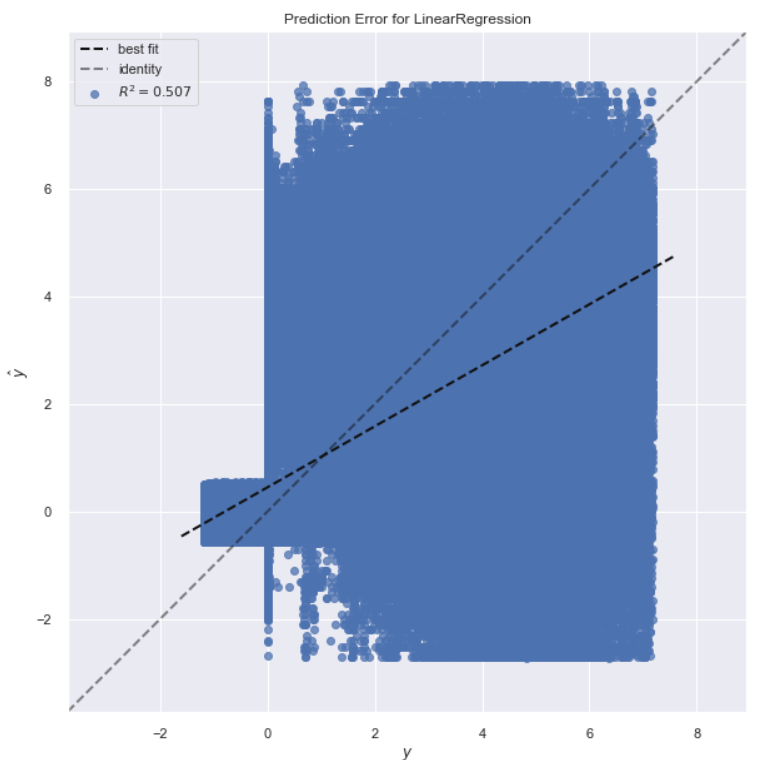 Prediction Error for LinearRegression
best fit
identity
R² = 0.507
8
6
4
2
0
−2
ŷ
−2
0
2
4
6
8
y